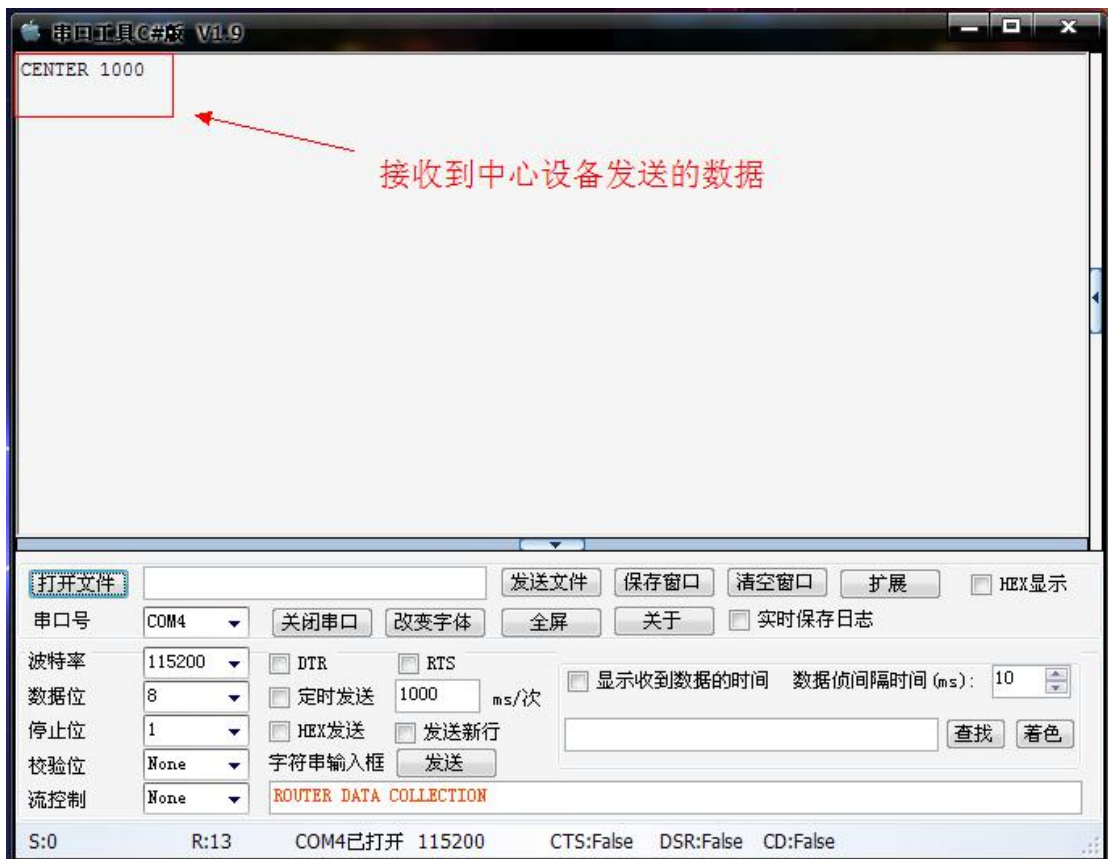 串口工具C#版 V1.9
CENTER 1000
接收到中心设备发送的数据
打开文件 发送文件 保存窗口 清空窗口 扩展 HEX显示
串口号 COM4 关闭串口 改变字体 全屏 关于 实时保存日志
波特率 115200 DTR RTS
显示收到数据的时间 数据侦间隔时间(ms): 10
数据位 8 定时发送 1000 ms/次
停止位 1 HEX发送 发送新行
查找 着色
校验位 None 字符串输入框 发送
流控制 None ROUTER DATA COLLECTION
S:0 R:13 COM4已打开 115200 CTS:False DSR:False CD:False